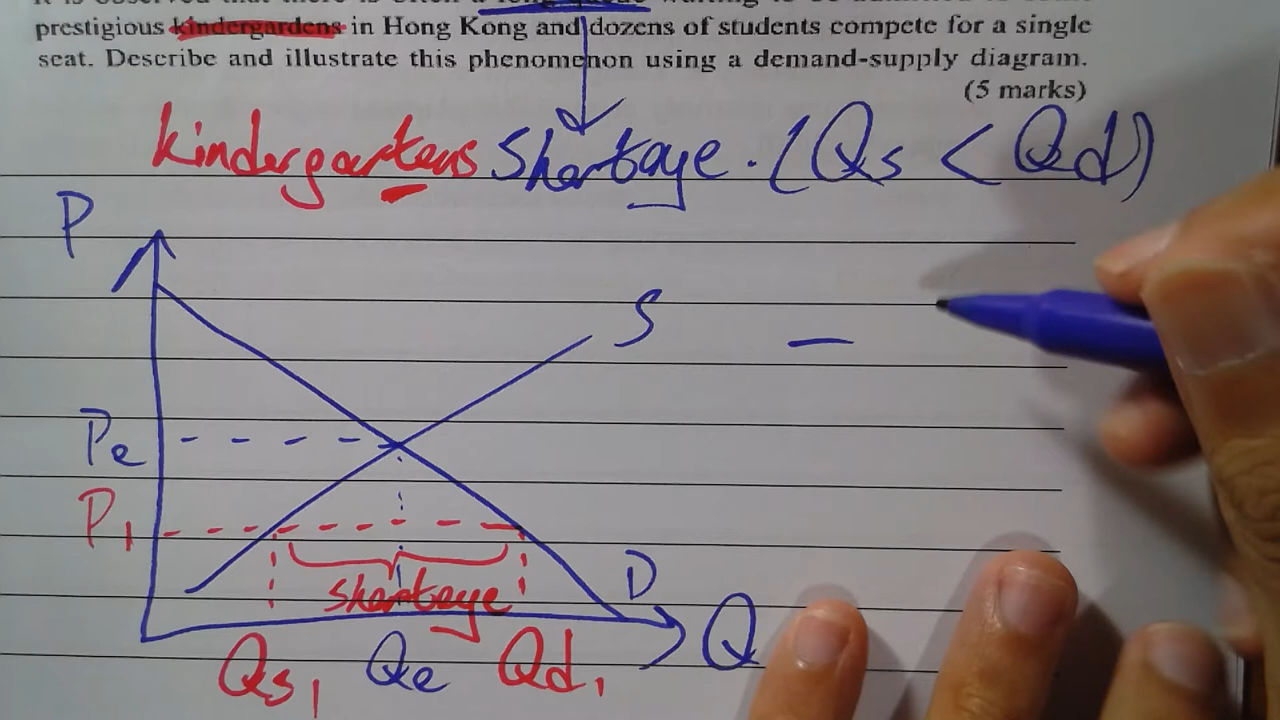 prestigious kindergardens in Hong Kong and dozens of students compete for a single
seat. Describe and illustrate this phenomenon using a demand-supply diagram.
(5 marks)
kindergartens Shortage. (Qs < Qd)
P
S
Pe
P1
shortage
D
Q
Qs1 Qe Qd1